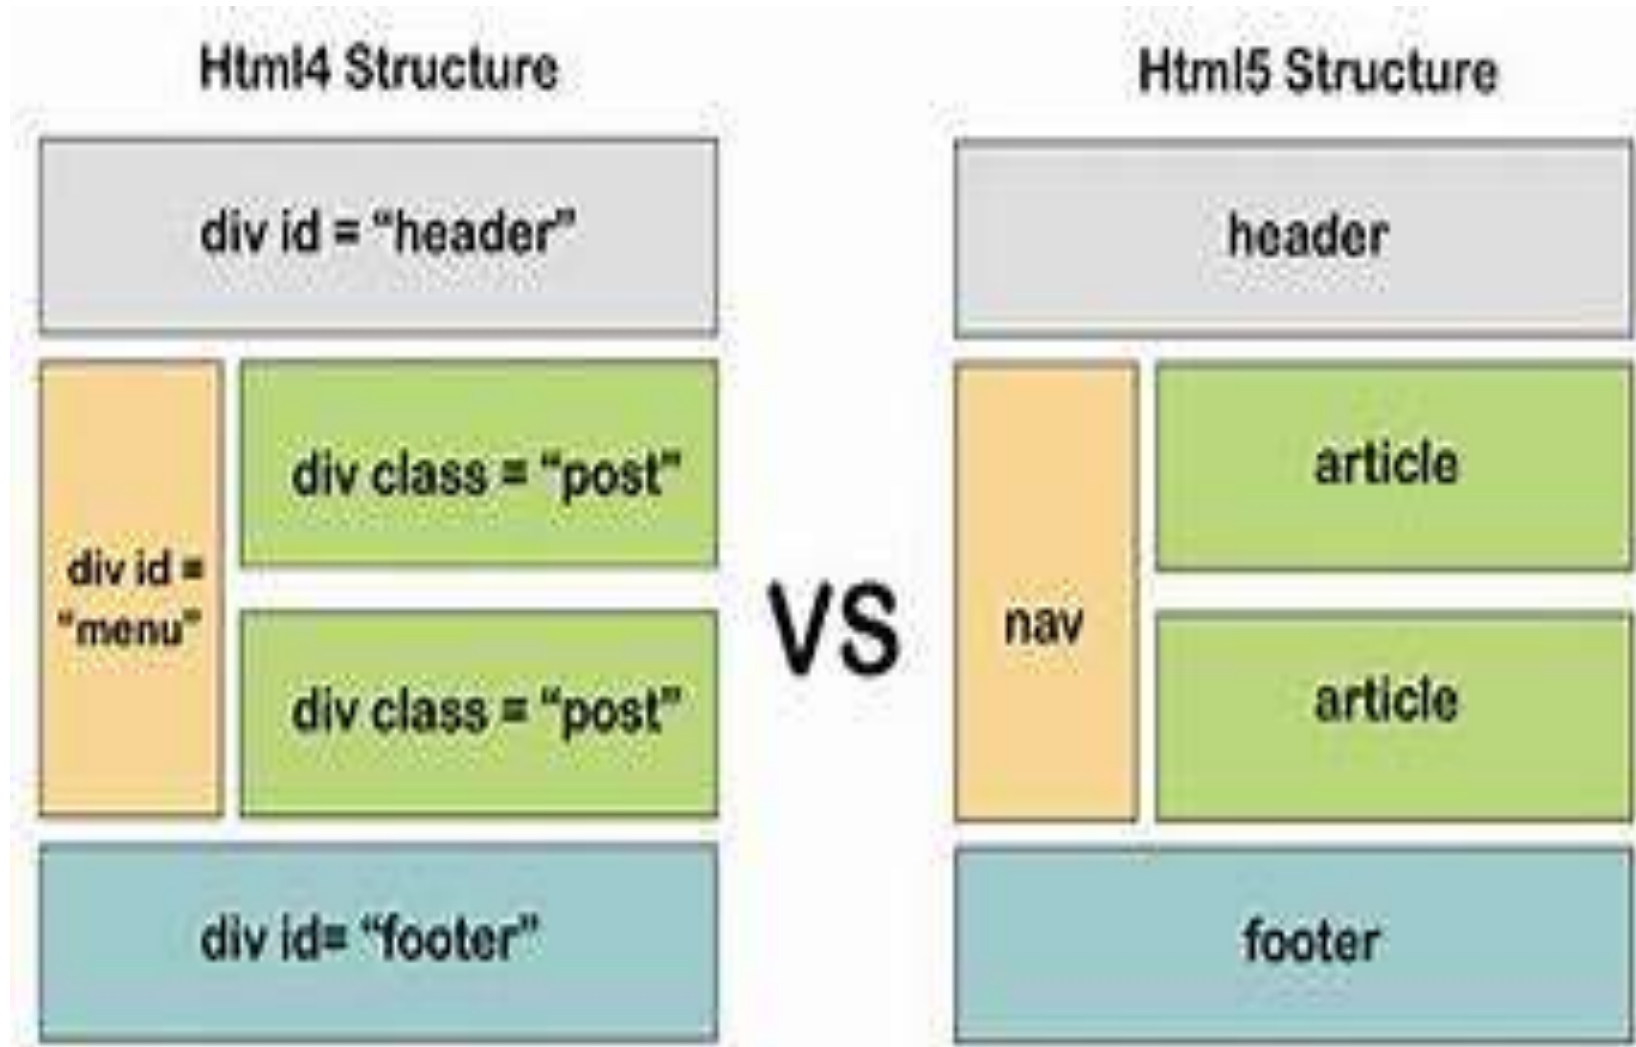 Html4 Structure
div id = “header”
div id =
“menu”
div class = “post”
div class = “post”
div id= “footer”
VS
Html5 Structure
header
nav
article
article
footer